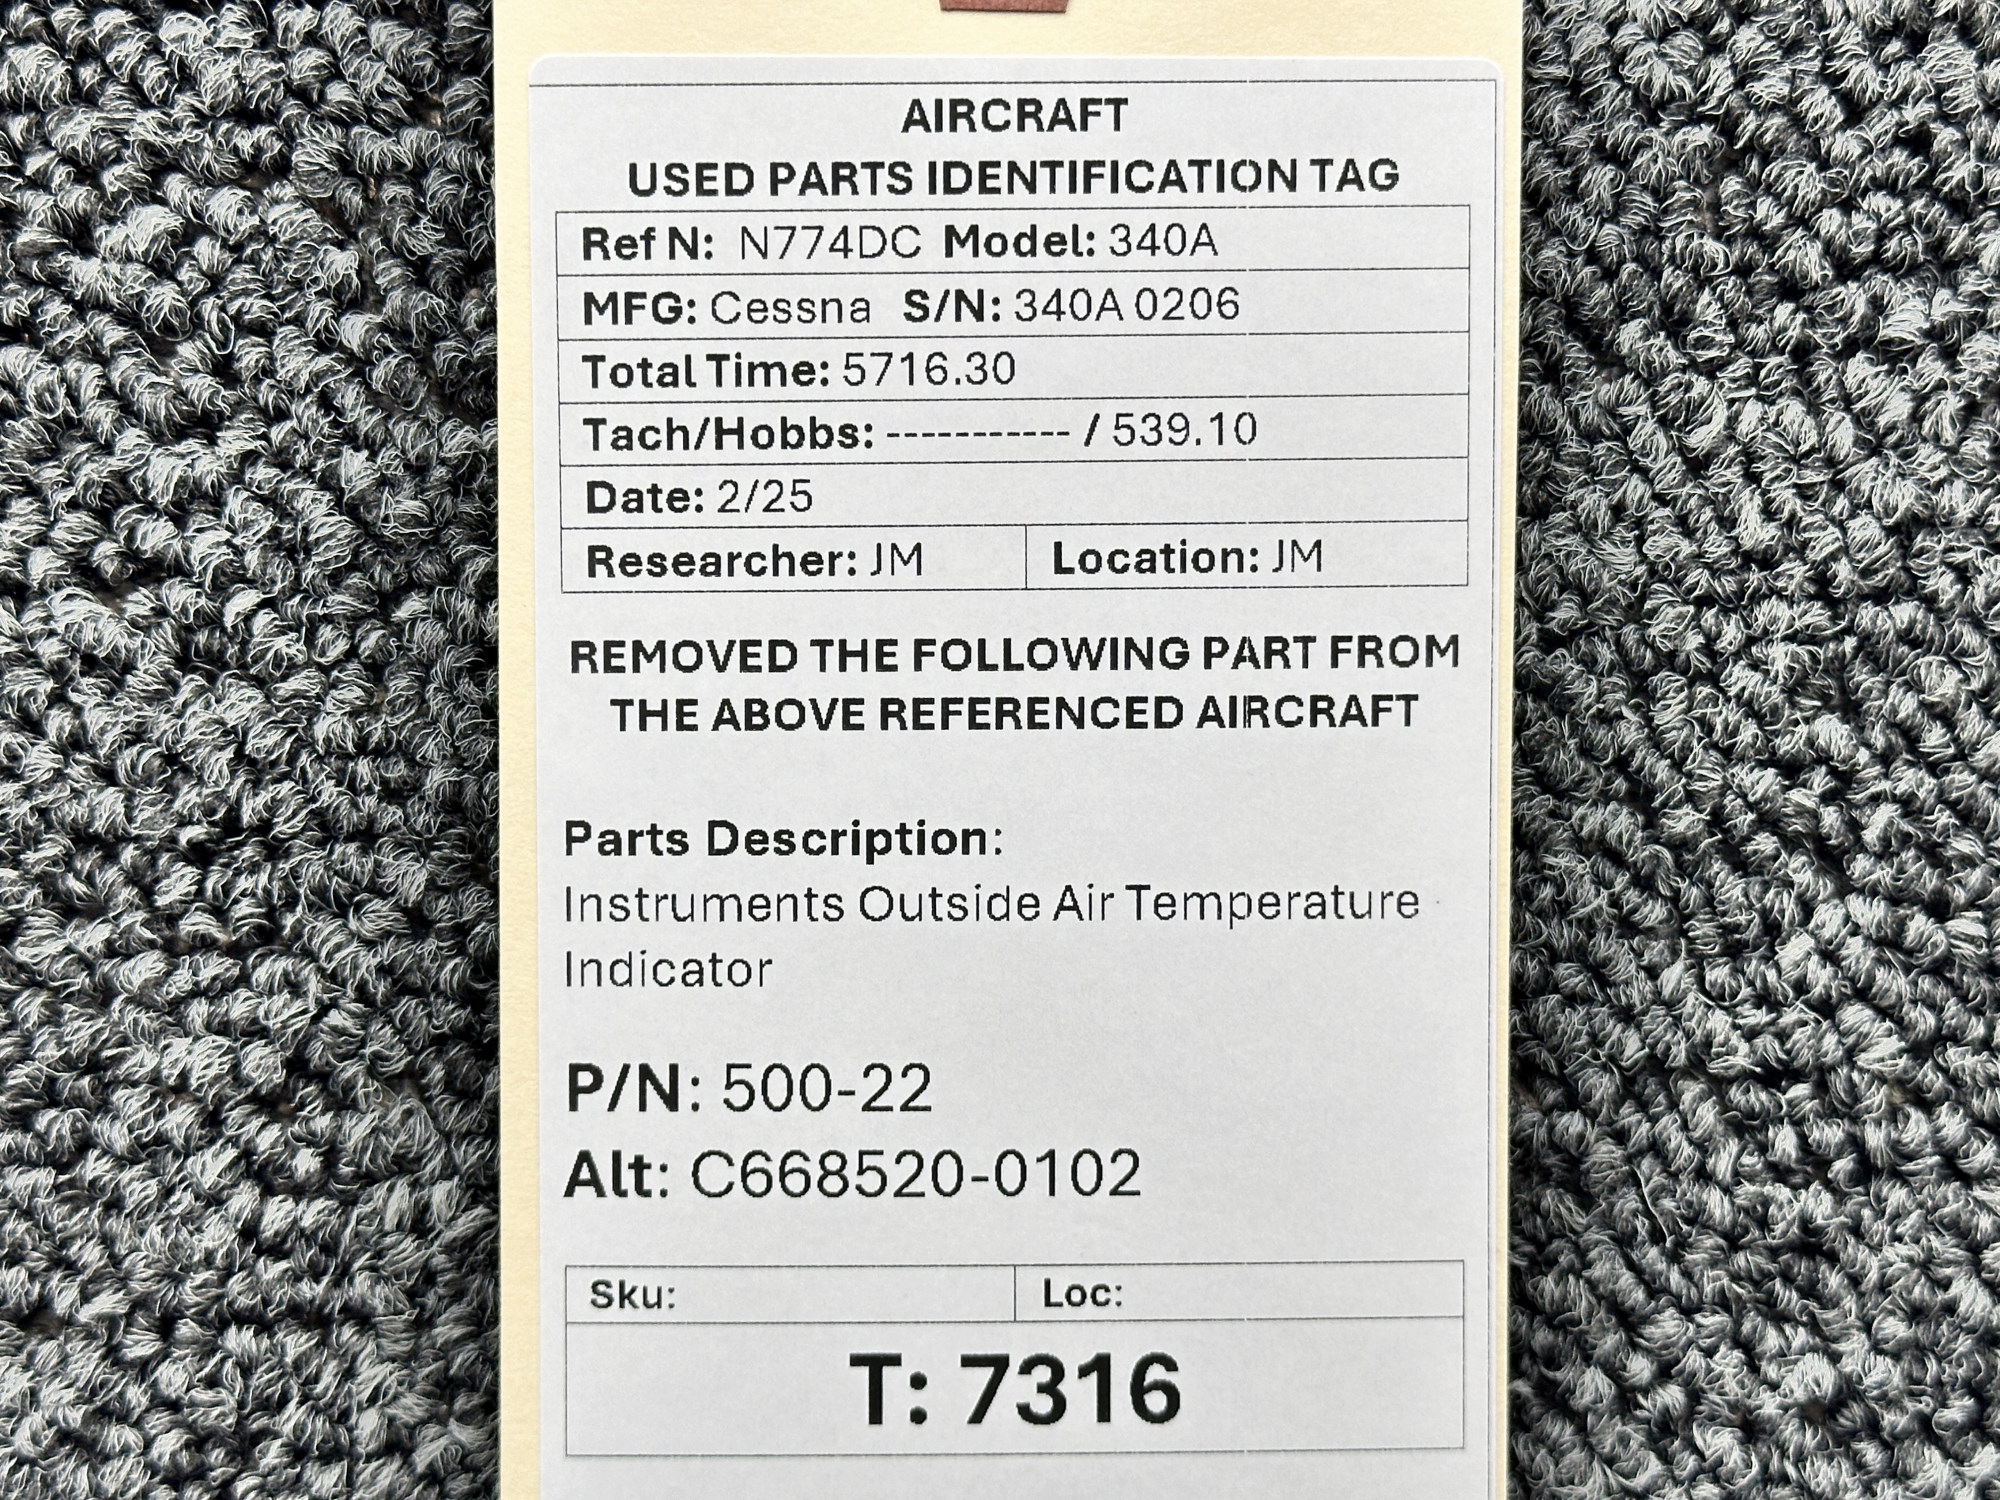 AIRCRAFT
USED PARTS IDENTIFICATION TAG
Ref N: N774DC Model: 340A
MFG: Cessna S/N: 340A 0206
Total Time: 5716.30
Tach/Hobbs: ----------- / 539.10
Date: 2/25
Researcher: JM Location: JM
REMOVED THE FOLLOWING PART FROM
THE ABOVE REFERENCED AIRCRAFT
Parts Description:
Instruments Outside Air Temperature
Indicator
P/N: 500-22
Alt: C668520-0102
Sku: Loc:
T: 7316